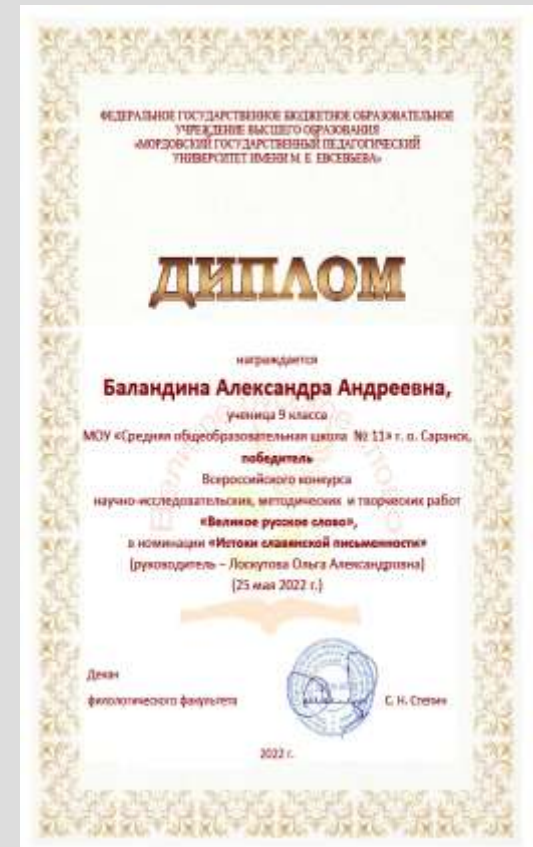 ФЕДЕРАЛЬНОЕ ГОСУДАРСТВЕННОЕ БЮДЖЕТНОЕ ОБРАЗОВАТЕЛЬНОЕ
УЧРЕЖДЕНИЕ ВЫСШЕГО ОБРАЗОВАНИЯ
«МОРДОВСКИЙ ГОСУДАРСТВЕННЫЙ ПЕДАГОГИЧЕСКИЙ
УНИВЕРСИТЕТ ИМЕНИ М. Е. ЕВСЕВЬЕВА»
ДИПЛОМ
награждается
Баландина Александра Андреевна,
ученица 9 класса
МОУ «Средняя общеобразовательная школа № 11» г. о. Саранск,
победитель
Всероссийского конкурса
научно-исследовательских, методических и творческих работ
«Великое русское слово»,
в номинации «Истоки славянской письменности»
(руководитель – Лоскутова Ольга Александровна)
(25 мая 2022 г.)
Декан
филологического факультета
С. Н. Степин
2022 г.